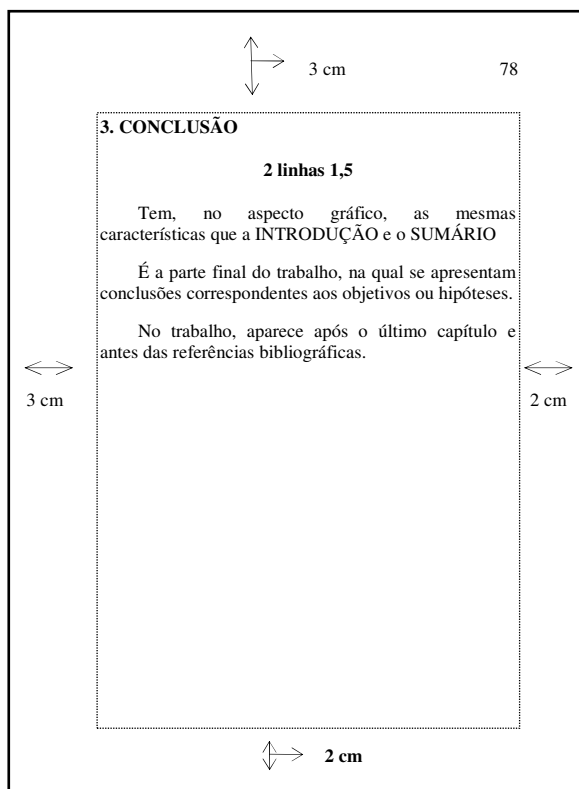 3 cm 78
3. CONCLUSÃO
2 linhas 1,5
Tem, no aspecto gráfico, as mesmas
características que a INTRODUÇÃO e o SUMÁRIO
É a parte final do trabalho, na qual se apresentam
conclusões correspondentes aos objetivos ou hipóteses.
No trabalho, aparece após o último capítulo e
antes das referências bibliográficas.
3 cm
2 cm
2 cm